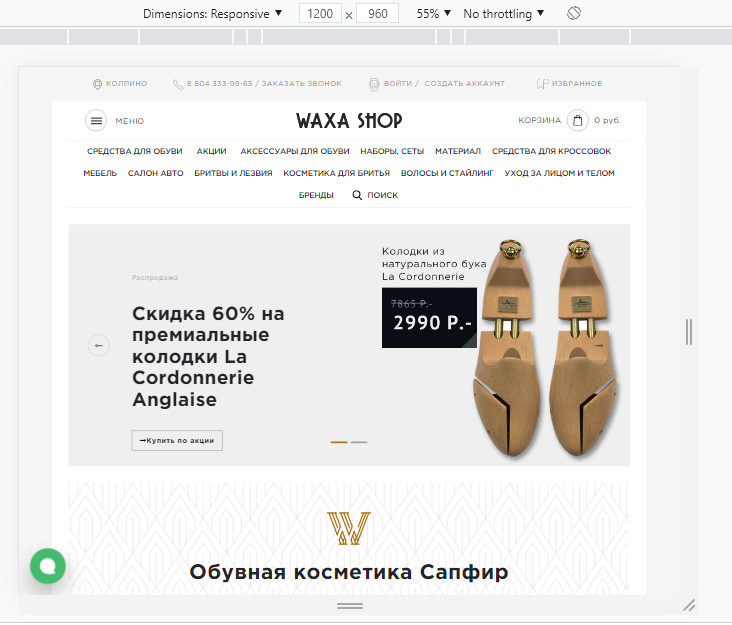 Dimensions: Responsive ▼ 1200 × 960 55% ▼ No throttling ▼
КОЛПИНО 8 804 333-99-65 / ЗАКАЗАТЬ ЗВОНОК ВОЙТИ / СОЗДАТЬ АККАУНТ ИЗБРАННОЕ
МЕНЮ WAXA SHOP КОРЗИНА 0 руб.
СРЕДСТВА ДЛЯ ОБУВИ АКЦИИ АКСЕССУАРЫ ДЛЯ ОБУВИ НАБОРЫ, СЕТЫ МАТЕРИАЛ СРЕДСТВА ДЛЯ КРОССОВОК
МЕБЕЛЬ САЛОН АВТО БРИТВЫ И ЛЕЗВИЯ КОСМЕТИКА ДЛЯ БРИТЬЯ ВОЛОСЫ И СТАЙЛИНГ УХОД ЗА ЛИЦОМ И ТЕЛОМ
БРЕНДЫ ПОИСК
Распродажа
Скидка 60% на
премиальные
колодки La
Cordonnerie
Anglaise
→Купить по акции
Колодки из
натурального бука
La Cordonnerie
7865 Р.-
2990 Р.-
W
Обувная косметика Сапфир